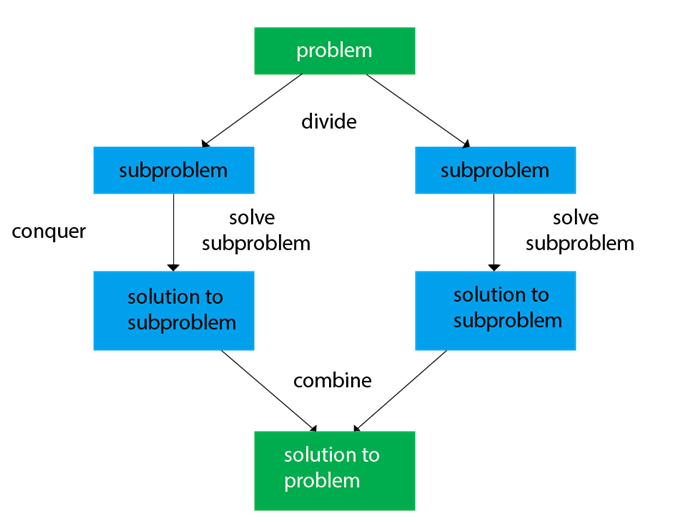 problem
divide
subproblem
subproblem
conquer
solve
subproblem
solve
subproblem
solution to
subproblem
solution to
subproblem
combine
solution to
problem